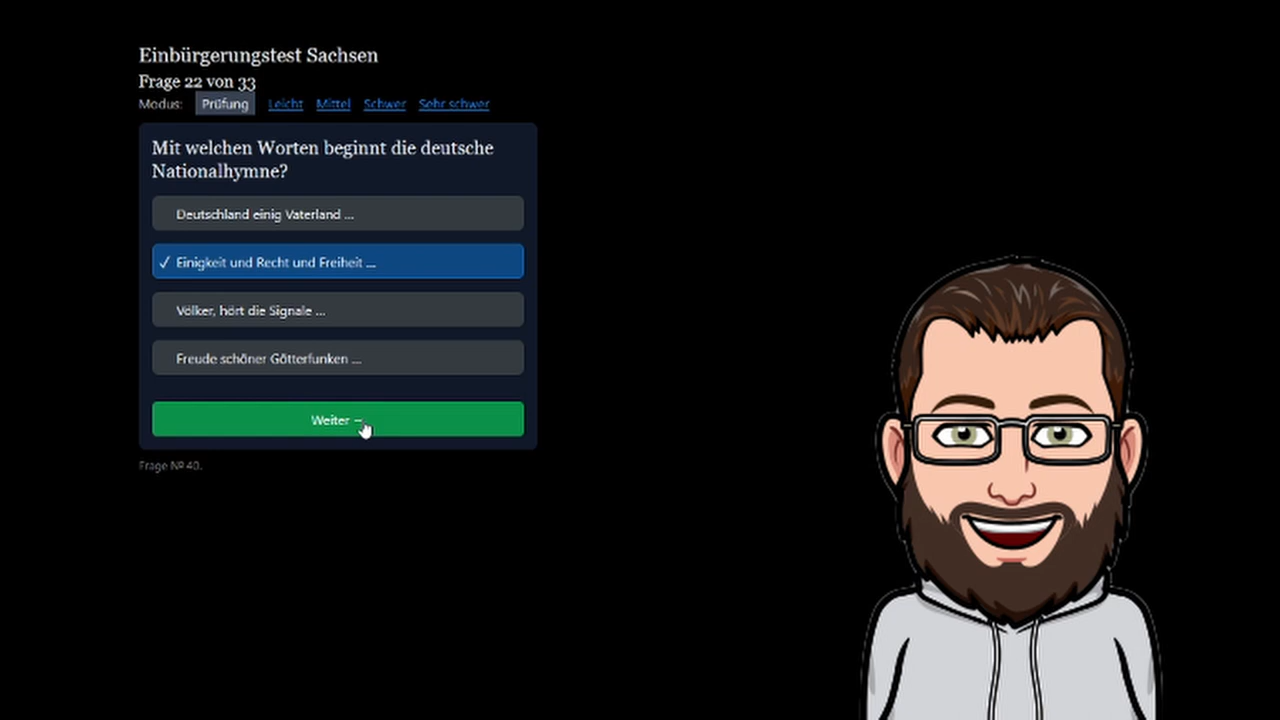 Einbürgerungstest Sachsen
Frage 22 von 33
Modus: Prüfung Leicht Mittel Schwer Sehr schwer
Mit welchen Worten beginnt die deutsche
Nationalhymne?
Deutschland einig Vaterland ...
✓ Einigkeit und Recht und Freiheit ...
Völker, hört die Signale ...
Freude schöner Götterfunken ...
Weiter
Frage № 40.